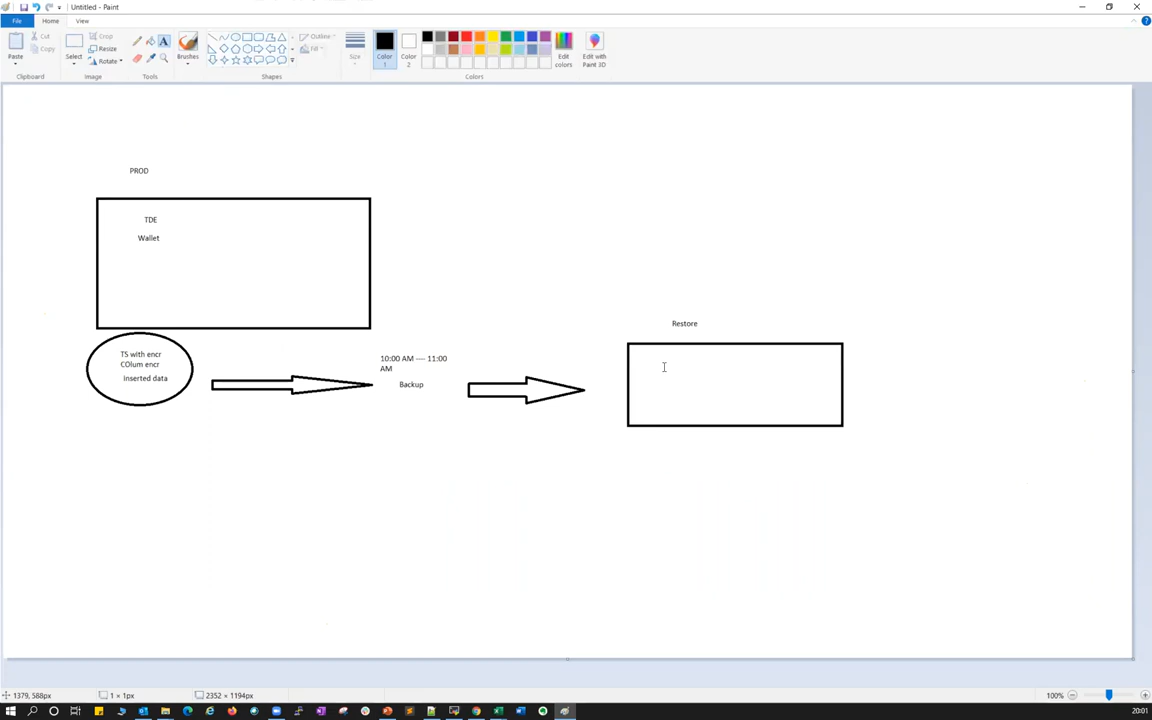 Untitled - Paint
File
Home
View
Paste
Cut
Copy
Clipboard
Select
Crop
Resize
Rotate
Image
A
Tools
Brushes
Outline
Fill
Shapes
Size
Color
1
Color
2
Edit
colors
Edit with
Paint 3D
Colors
PROD
TDE
Wallet
TS with encr
COlum encr
Inserted data
10:00 AM ---- 11:00
AM
Backup
Restore
1379, 588px
1 × 1px
2352 × 1194px
100%
20:01